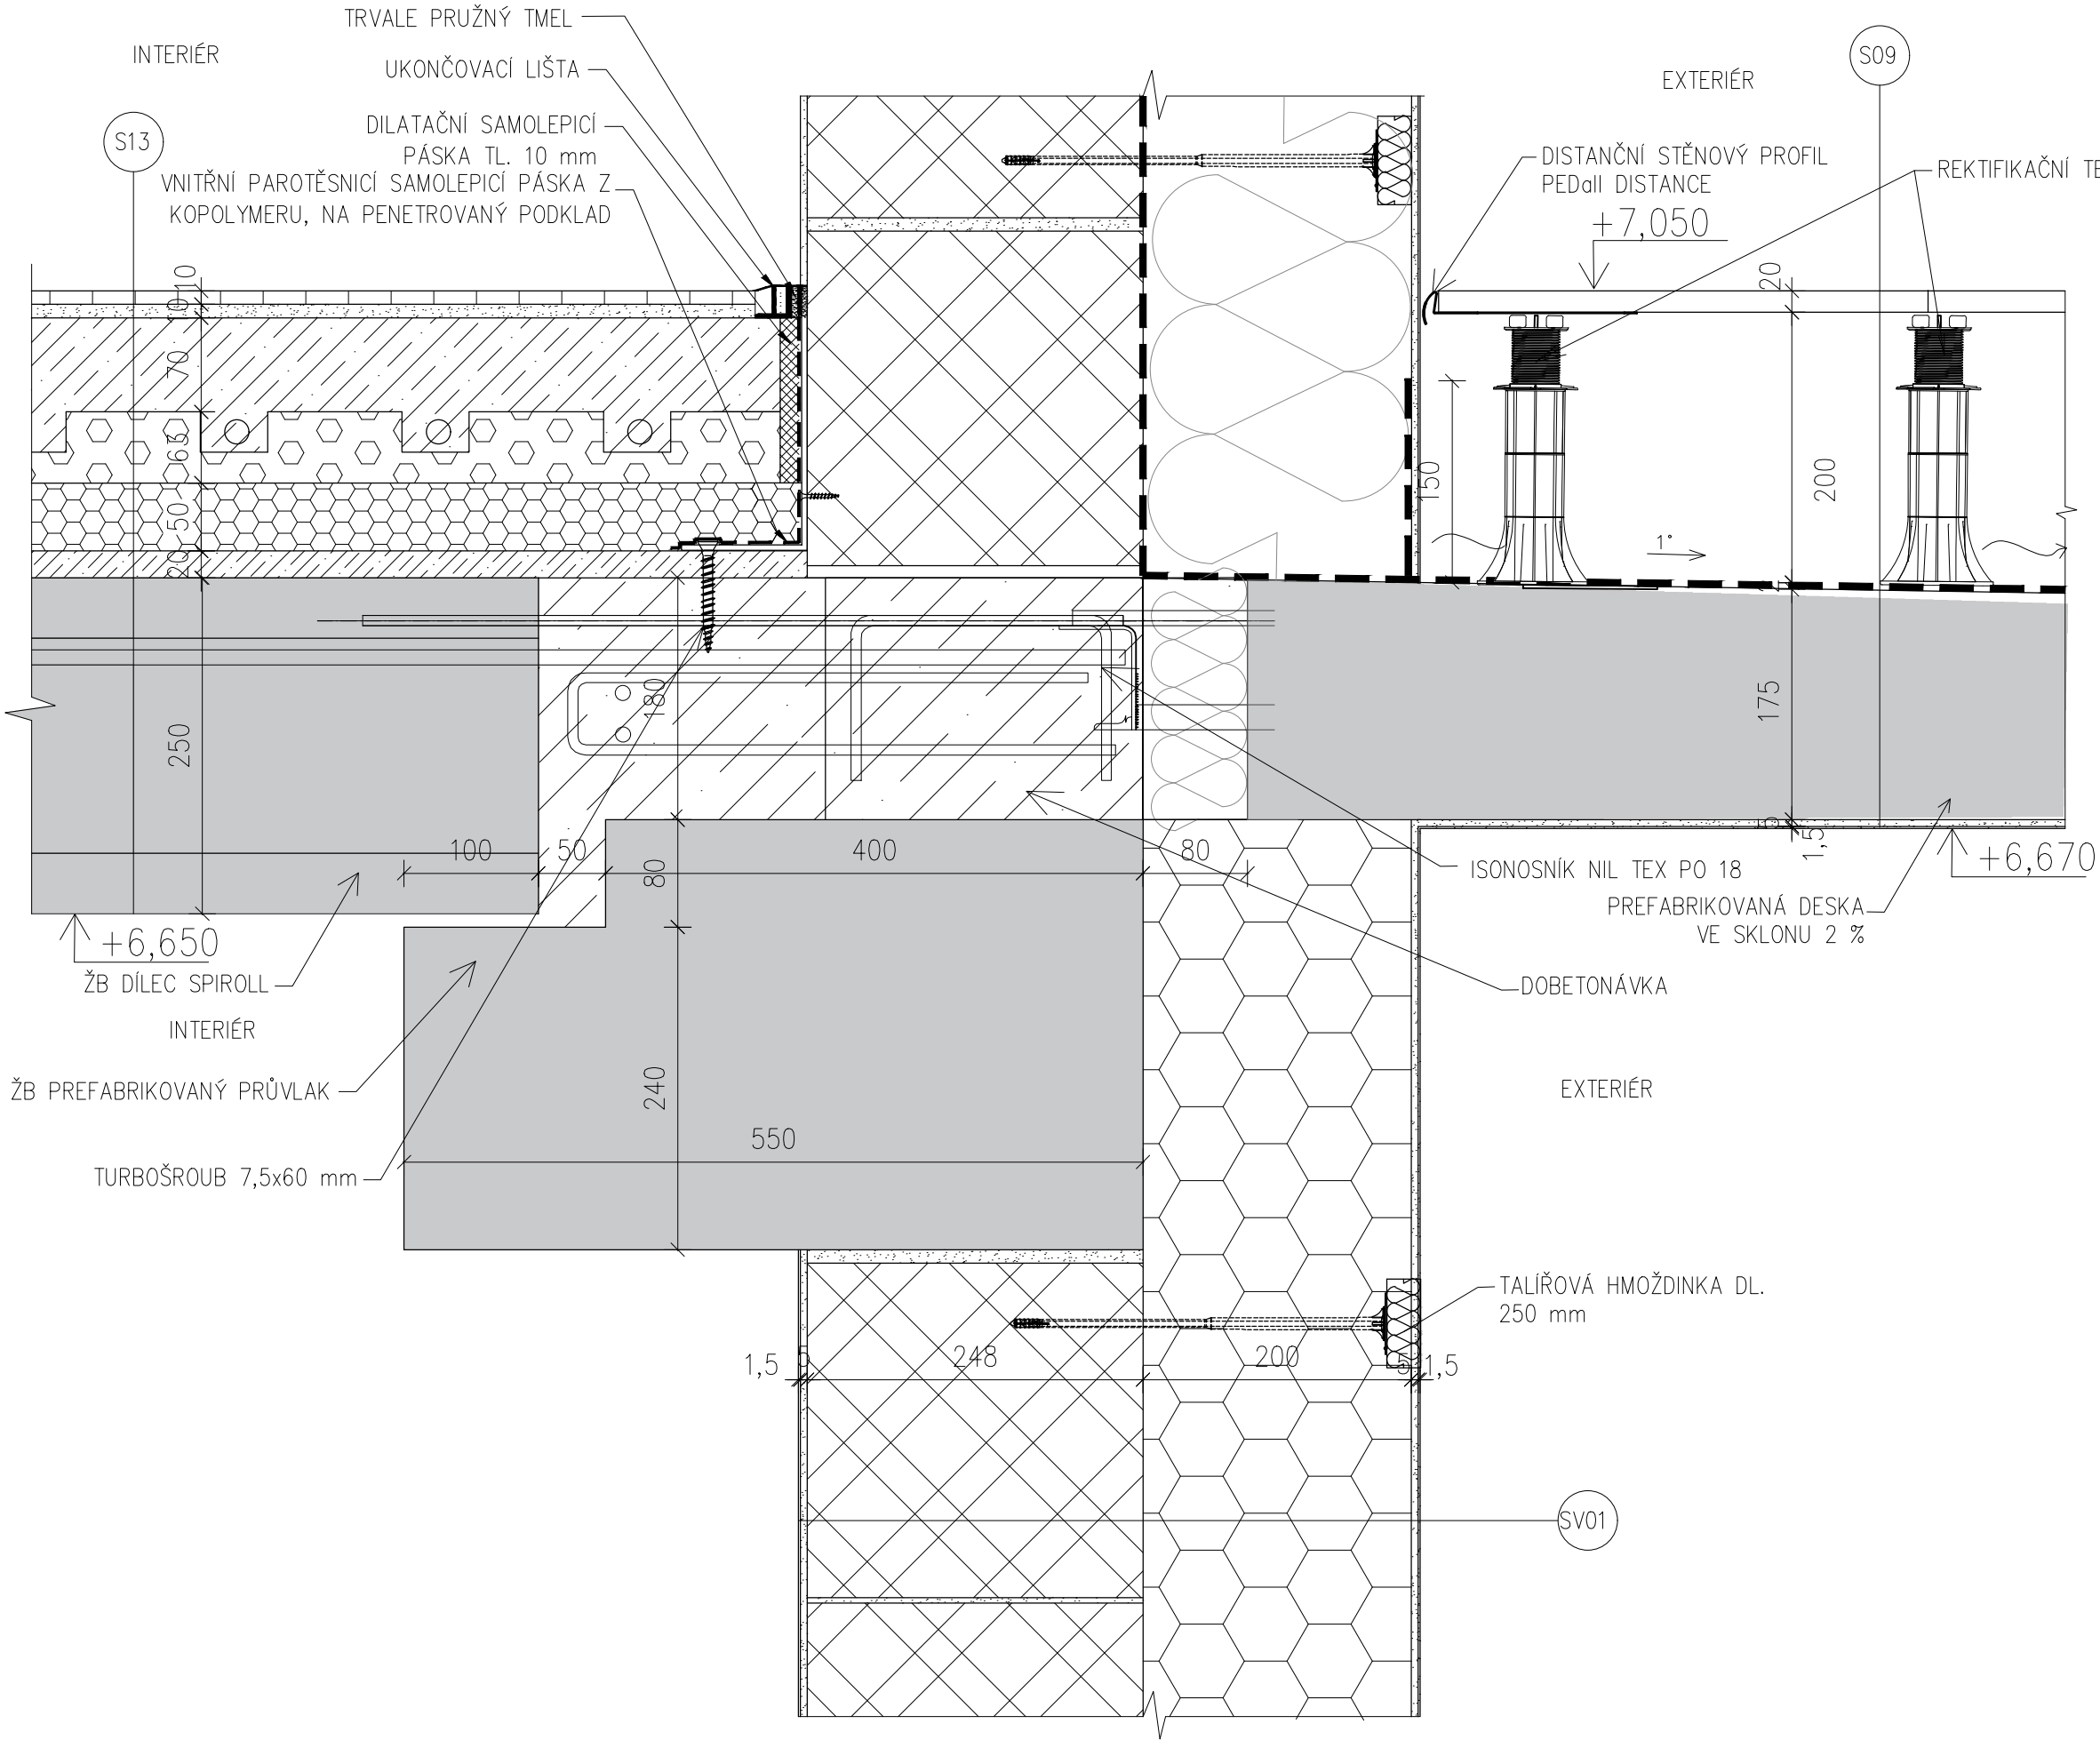 TRVALE PRUŽNÝ TMEL
INTERIÉR
UKONČOVACÍ LIŠTA
S09
EXTERIÉR
S13
DILATAČNÍ SAMOLEPICÍ
PÁSKA TL. 10 mm
VNITŘNÍ PAROTĚSNICÍ SAMOLEPICÍ PÁSKA Z
KOPOLYMERU, NA PENETROVANÝ PODKLAD
DISTANČNÍ STĚNOVÝ PROFIL
PEDall DISTANCE
REKTIFIKAČNÍ
+7,050
10
10
70
63
50
20
250
20
150
200
1°
180
175
5
1,5
100
50
400
80
80
+6,670
ISONOSNÍK NIL TEX PO 18
PREFABRIKOVANÁ DESKA
VE SKLONU 2 %
+6,650
ŽB DÍLEC SPIROLL
DOBETONÁVKA
INTERIÉR
ŽB PREFABRIKOVANÝ PRŮVLAK
240
EXTERIÉR
550
TURBOŠROUB 7,5x60 mm
TALÍŘOVÁ HMOŽDINKA DL.
250 mm
1,5
5
248
200
5
1,5
SV01